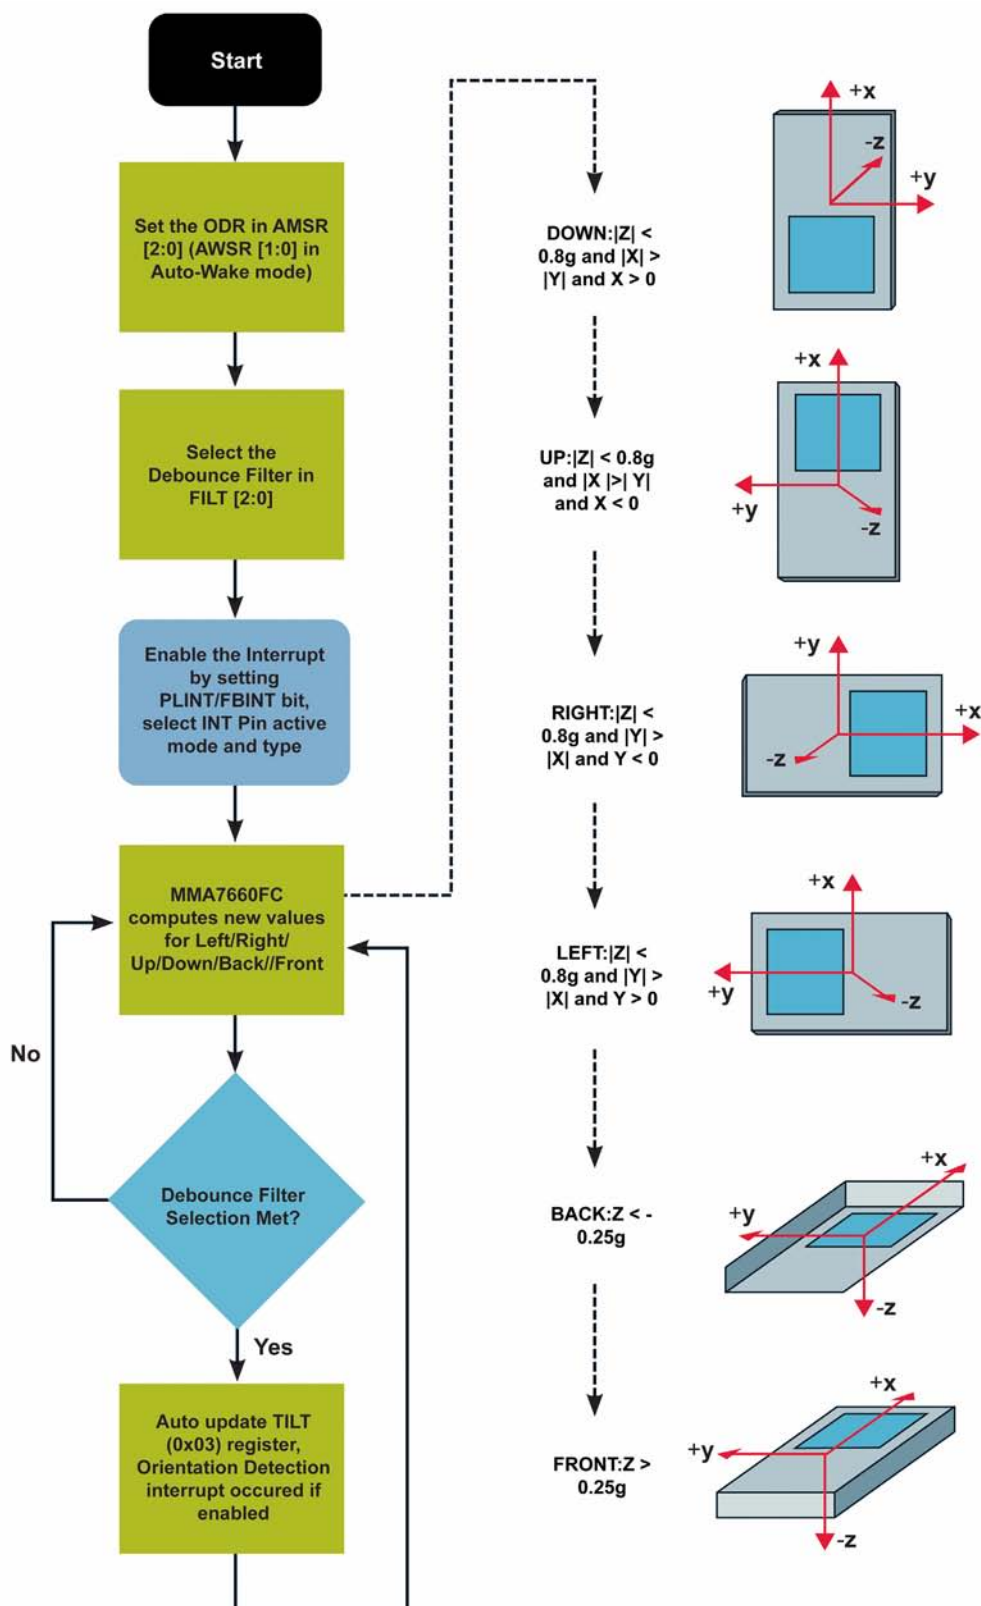 Start
Set the ODR in AMSR
[2:0] (AWSR [1:0] in
Auto-Wake mode)
Select the
Debounce Filter in
FILT [2:0]
Enable the Interrupt
by setting
PLINT/FBINT bit,
select INT Pin active
mode and type
MMA7660FC
computes new values
for Left/Right/
Up/Down/Back//Front
No
Debounce Filter
Selection Met?
Yes
Auto update TILT
(0x03) register,
Orientation Detection
interrupt occured if
enabled
DOWN:|Z| <
0.8g and |X| >
|Y| and X > 0
+x
-z
+y
UP:|Z| < 0.8g
and |X |>| Y|
and X < 0
+x
+y
-z
RIGHT:|Z| <
0.8g and |Y| >
|X| and Y < 0
+y
+x
-z
LEFT:|Z| <
0.8g and |Y| >
|X| and Y > 0
+x
+y
-z
BACK:Z < -
0.25g
+x
+y
-z
FRONT:Z >
0.25g
+x
+y
-z